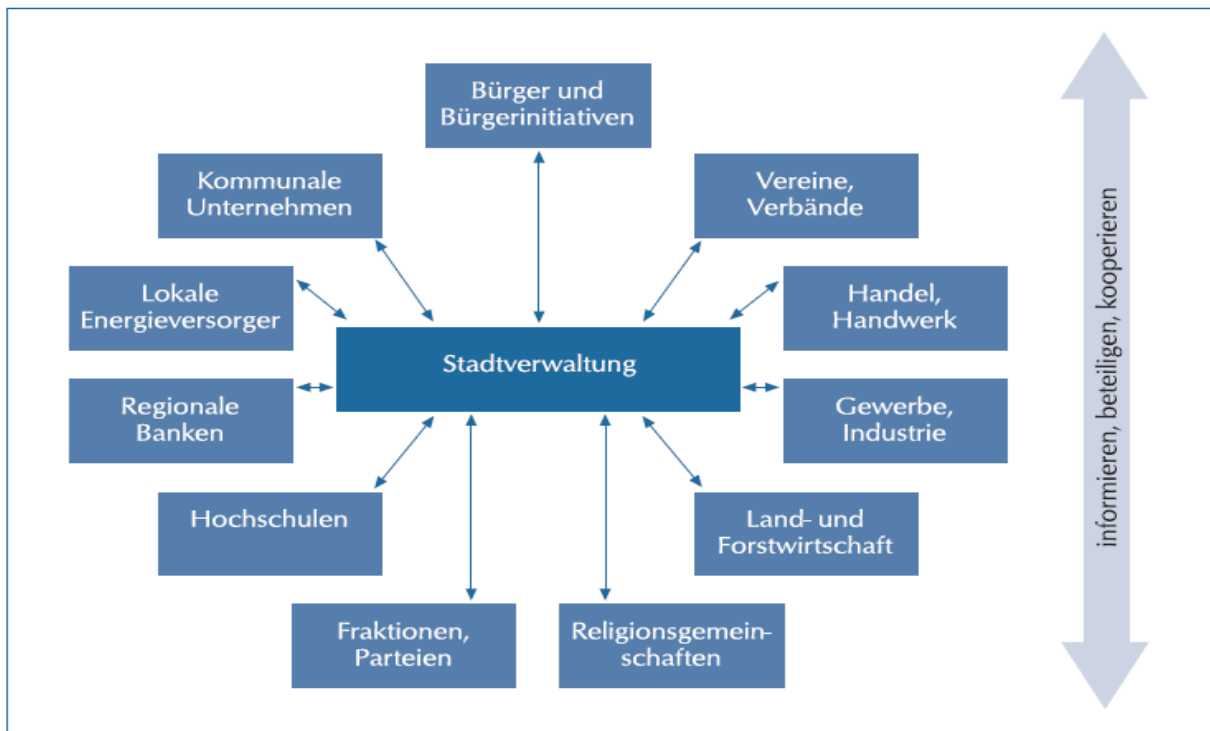 Bürger und
Bürgerinitiativen
Kommunale
Unternehmen
Vereine,
Verbände
Lokale
Energieversorger
Handel,
Handwerk
Stadtverwaltung
Regionale
Banken
Gewerbe,
Industrie
Hochschulen
Land- und
Forstwirtschaft
Fraktionen,
Parteien
Religionsgemein-
schaften
informieren, beteiligen, kooperieren